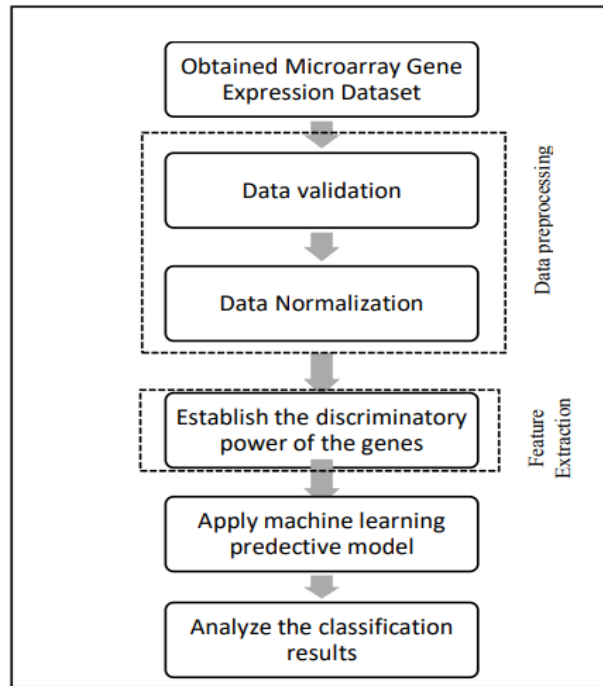 Obtained Microarray Gene
Expression Dataset
Data validation
Data Normalization
Data preprocessing
Establish the discriminatory
power of the genes
Feature
Extraction
Apply machine learning
predective model
Analyze the classification
results